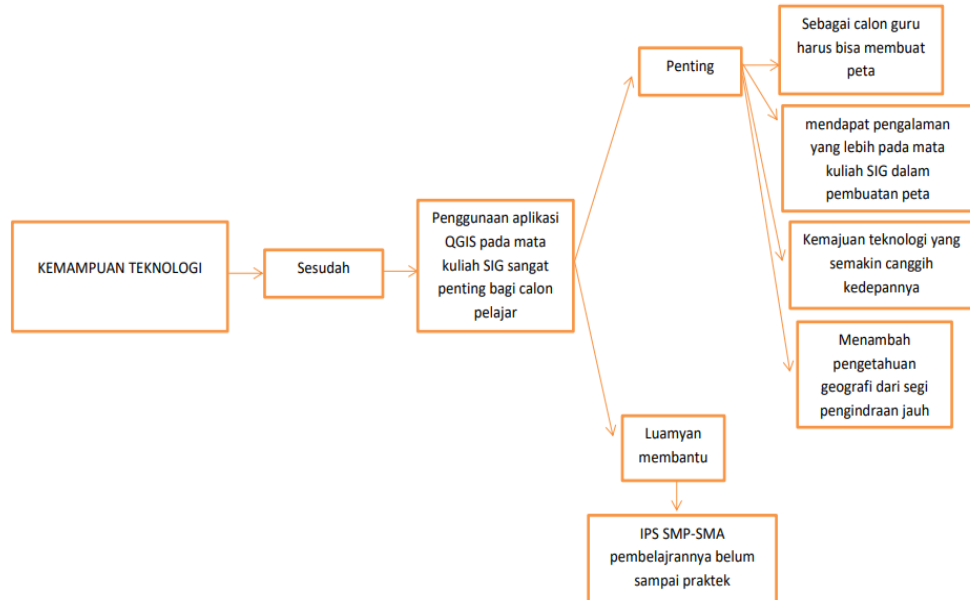 KEMAMPUAN TEKNOLOGI
Sesudah
Penggunaan aplikasi
QGIS pada mata
kuliah SIG sangat
penting bagi calon
pelajar
Penting
Sebagai calon guru
harus bisa membuat
peta
mendapat pengalaman
yang lebih pada mata
kuliah SIG dalam
pembuatan peta
Kemajuan teknologi yang
semakin canggih
kedepannya
Menambah
pengetahuan
geografi dari segi
pengindraan jauh
Luamyan
membantu
IPS SMP-SMA
pembelajrannya belum
sampai praktek